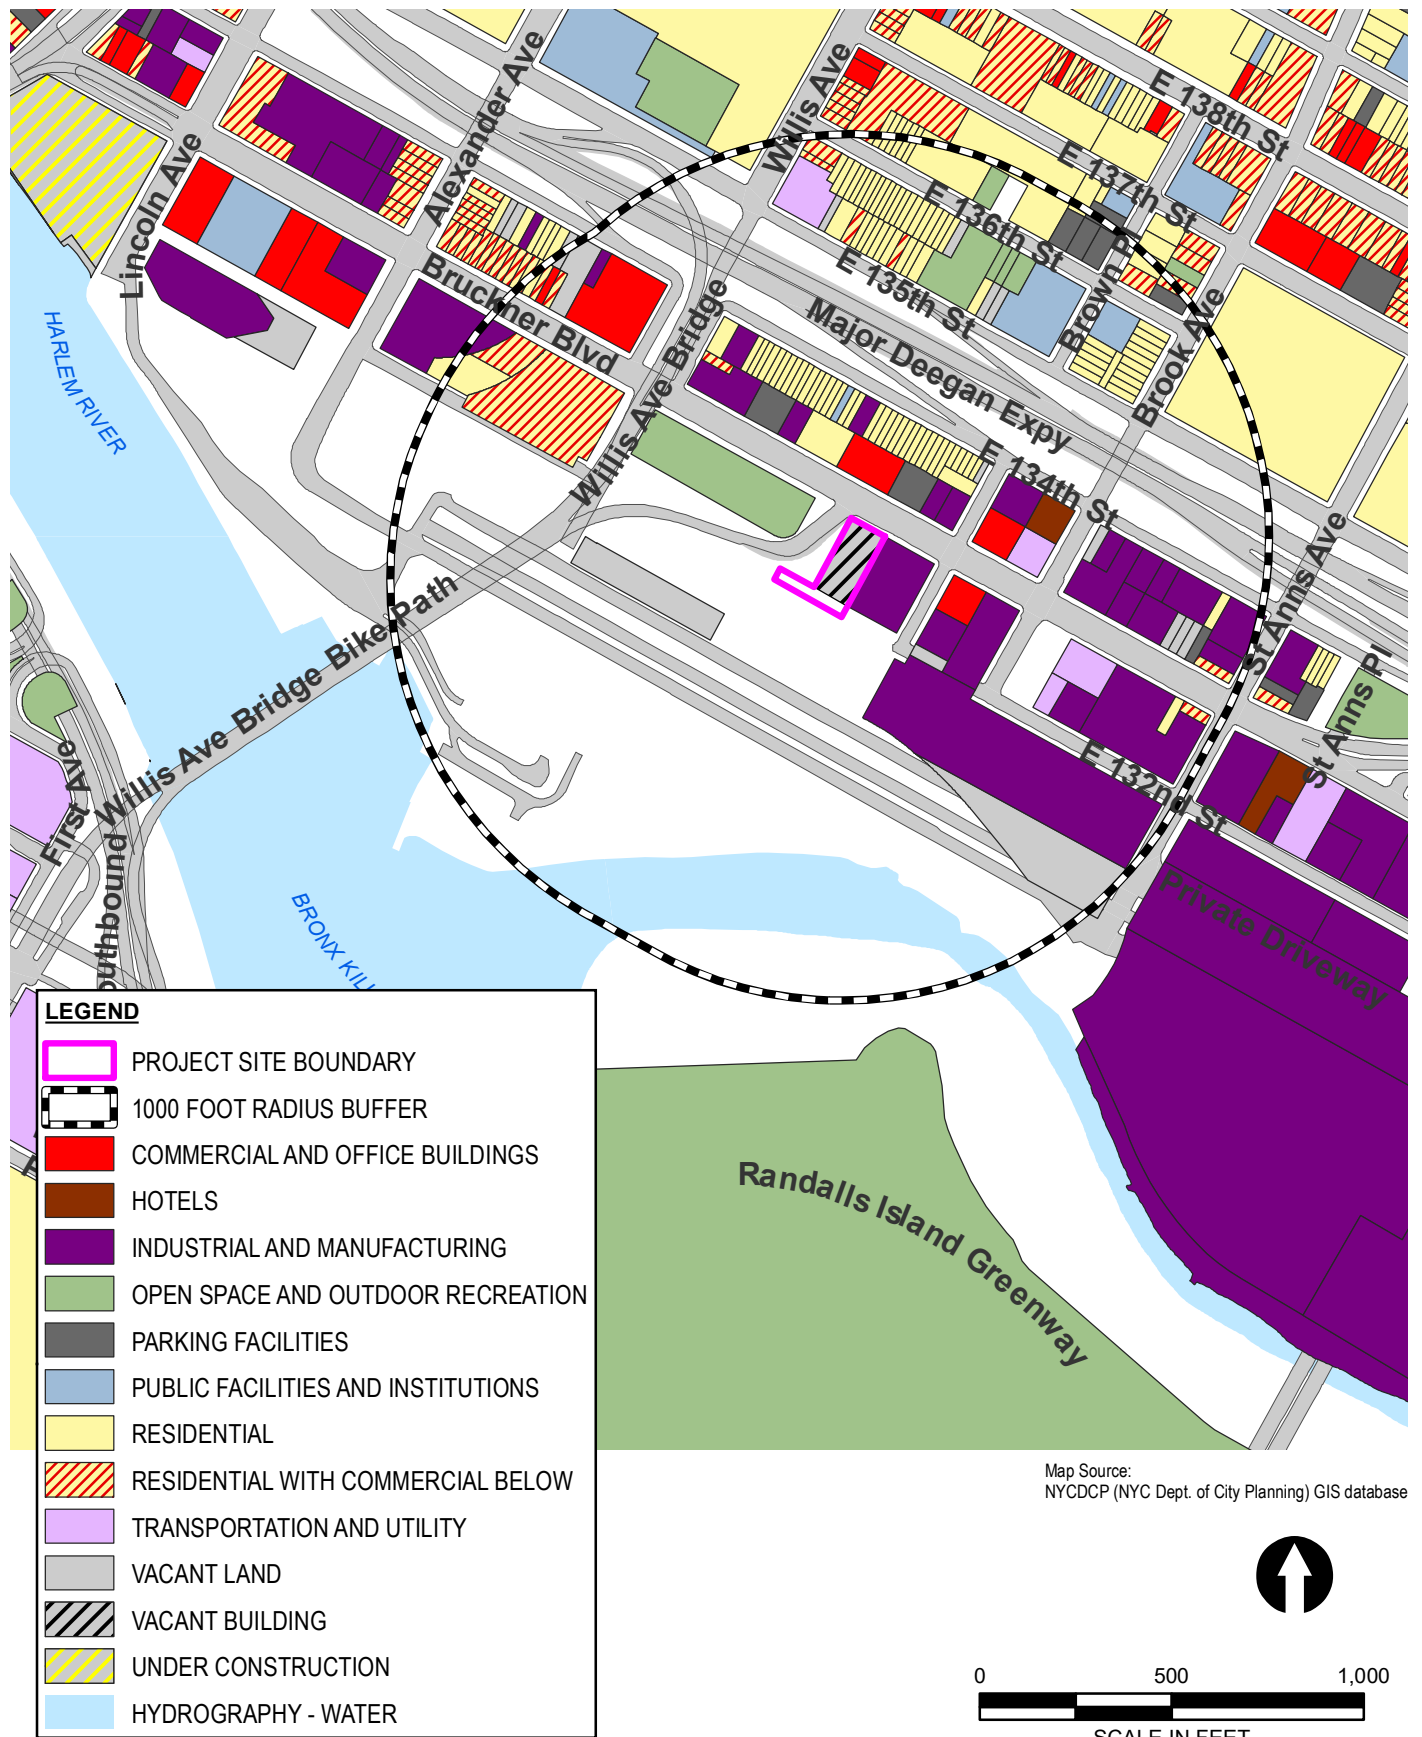 E 138th St
Willis Ave
Alexander Ave
E 137th St
Lincoln Ave
E 136th St
Brown Pl
E 135th St
Bruckner Blvd
Major Deegan Expy
Brook Ave
Willis Ave Bridge
HARLEM RIVER
E 134th St
St Anns Ave
Willis Ave Bridge Bike Path
St Anns Pl
First Ave
E 132nd St
outhbound
Private Driveway
BRONX KILL
LEGEND
PROJECT SITE BOUNDARY
1000 FOOT RADIUS BUFFER
COMMERCIAL AND OFFICE BUILDINGS
HOTELS
INDUSTRIAL AND MANUFACTURING
OPEN SPACE AND OUTDOOR RECREATION
PARKING FACILITIES
PUBLIC FACILITIES AND INSTITUTIONS
RESIDENTIAL
RESIDENTIAL WITH COMMERCIAL BELOW
TRANSPORTATION AND UTILITY
VACANT LAND
VACANT BUILDING
UNDER CONSTRUCTION
HYDROGRAPHY - WATER
Randalls Island Greenway
Map Source:
NYCDCP (NYC Dept. of City Planning) GIS database
0 500 1,000
SCALE IN FEET